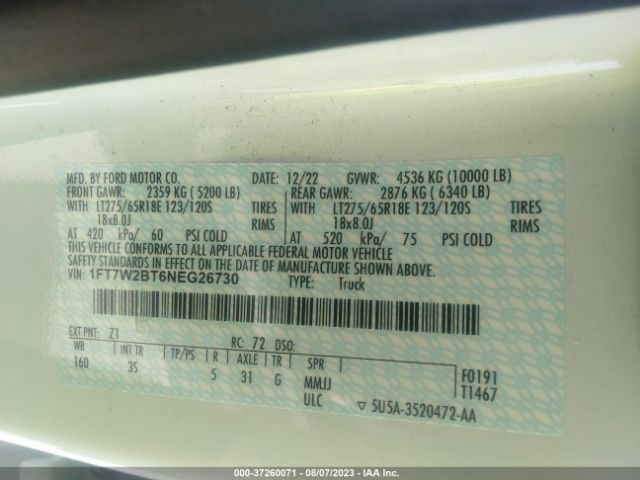 MFD. BY FORD MOTOR CO. DATE: 12/22 GVWR: 4536 KG (10000 LB)
FRONT GAWR: 2359 KG ( 5200 LB) REAR GAWR: 2876 KG ( 6340 LB)
WITH LT275/65R18E 123/120S TIRES WITH LT275/65R18E 123/120S TIRES
18x8.0J RIMS 18x8.0J RIMS
AT 420 kPa/ 60 PSI COLD AT 520 kPa/ 75 PSI COLD
THIS VEHICLE CONFORMS TO ALL APPLICABLE FEDERAL MOTOR VEHICLE
SAFETY STANDARDS IN EFFECT ON THE DATE OF MANUFACTURE SHOWN ABOVE.
VIN: 1FT7W2BT6NEG26730 TYPE: Truck
EXT PNT: Z1 RC: 72 DSO:
WB INT TR TP/PS R AXLE TR SPR
160 3S 5 31 G MMJJ
ULC
F0191
T1467
▽ 5U5A-3520472-AA
000-37260071 - 08/07/2023 - IAA Inc.